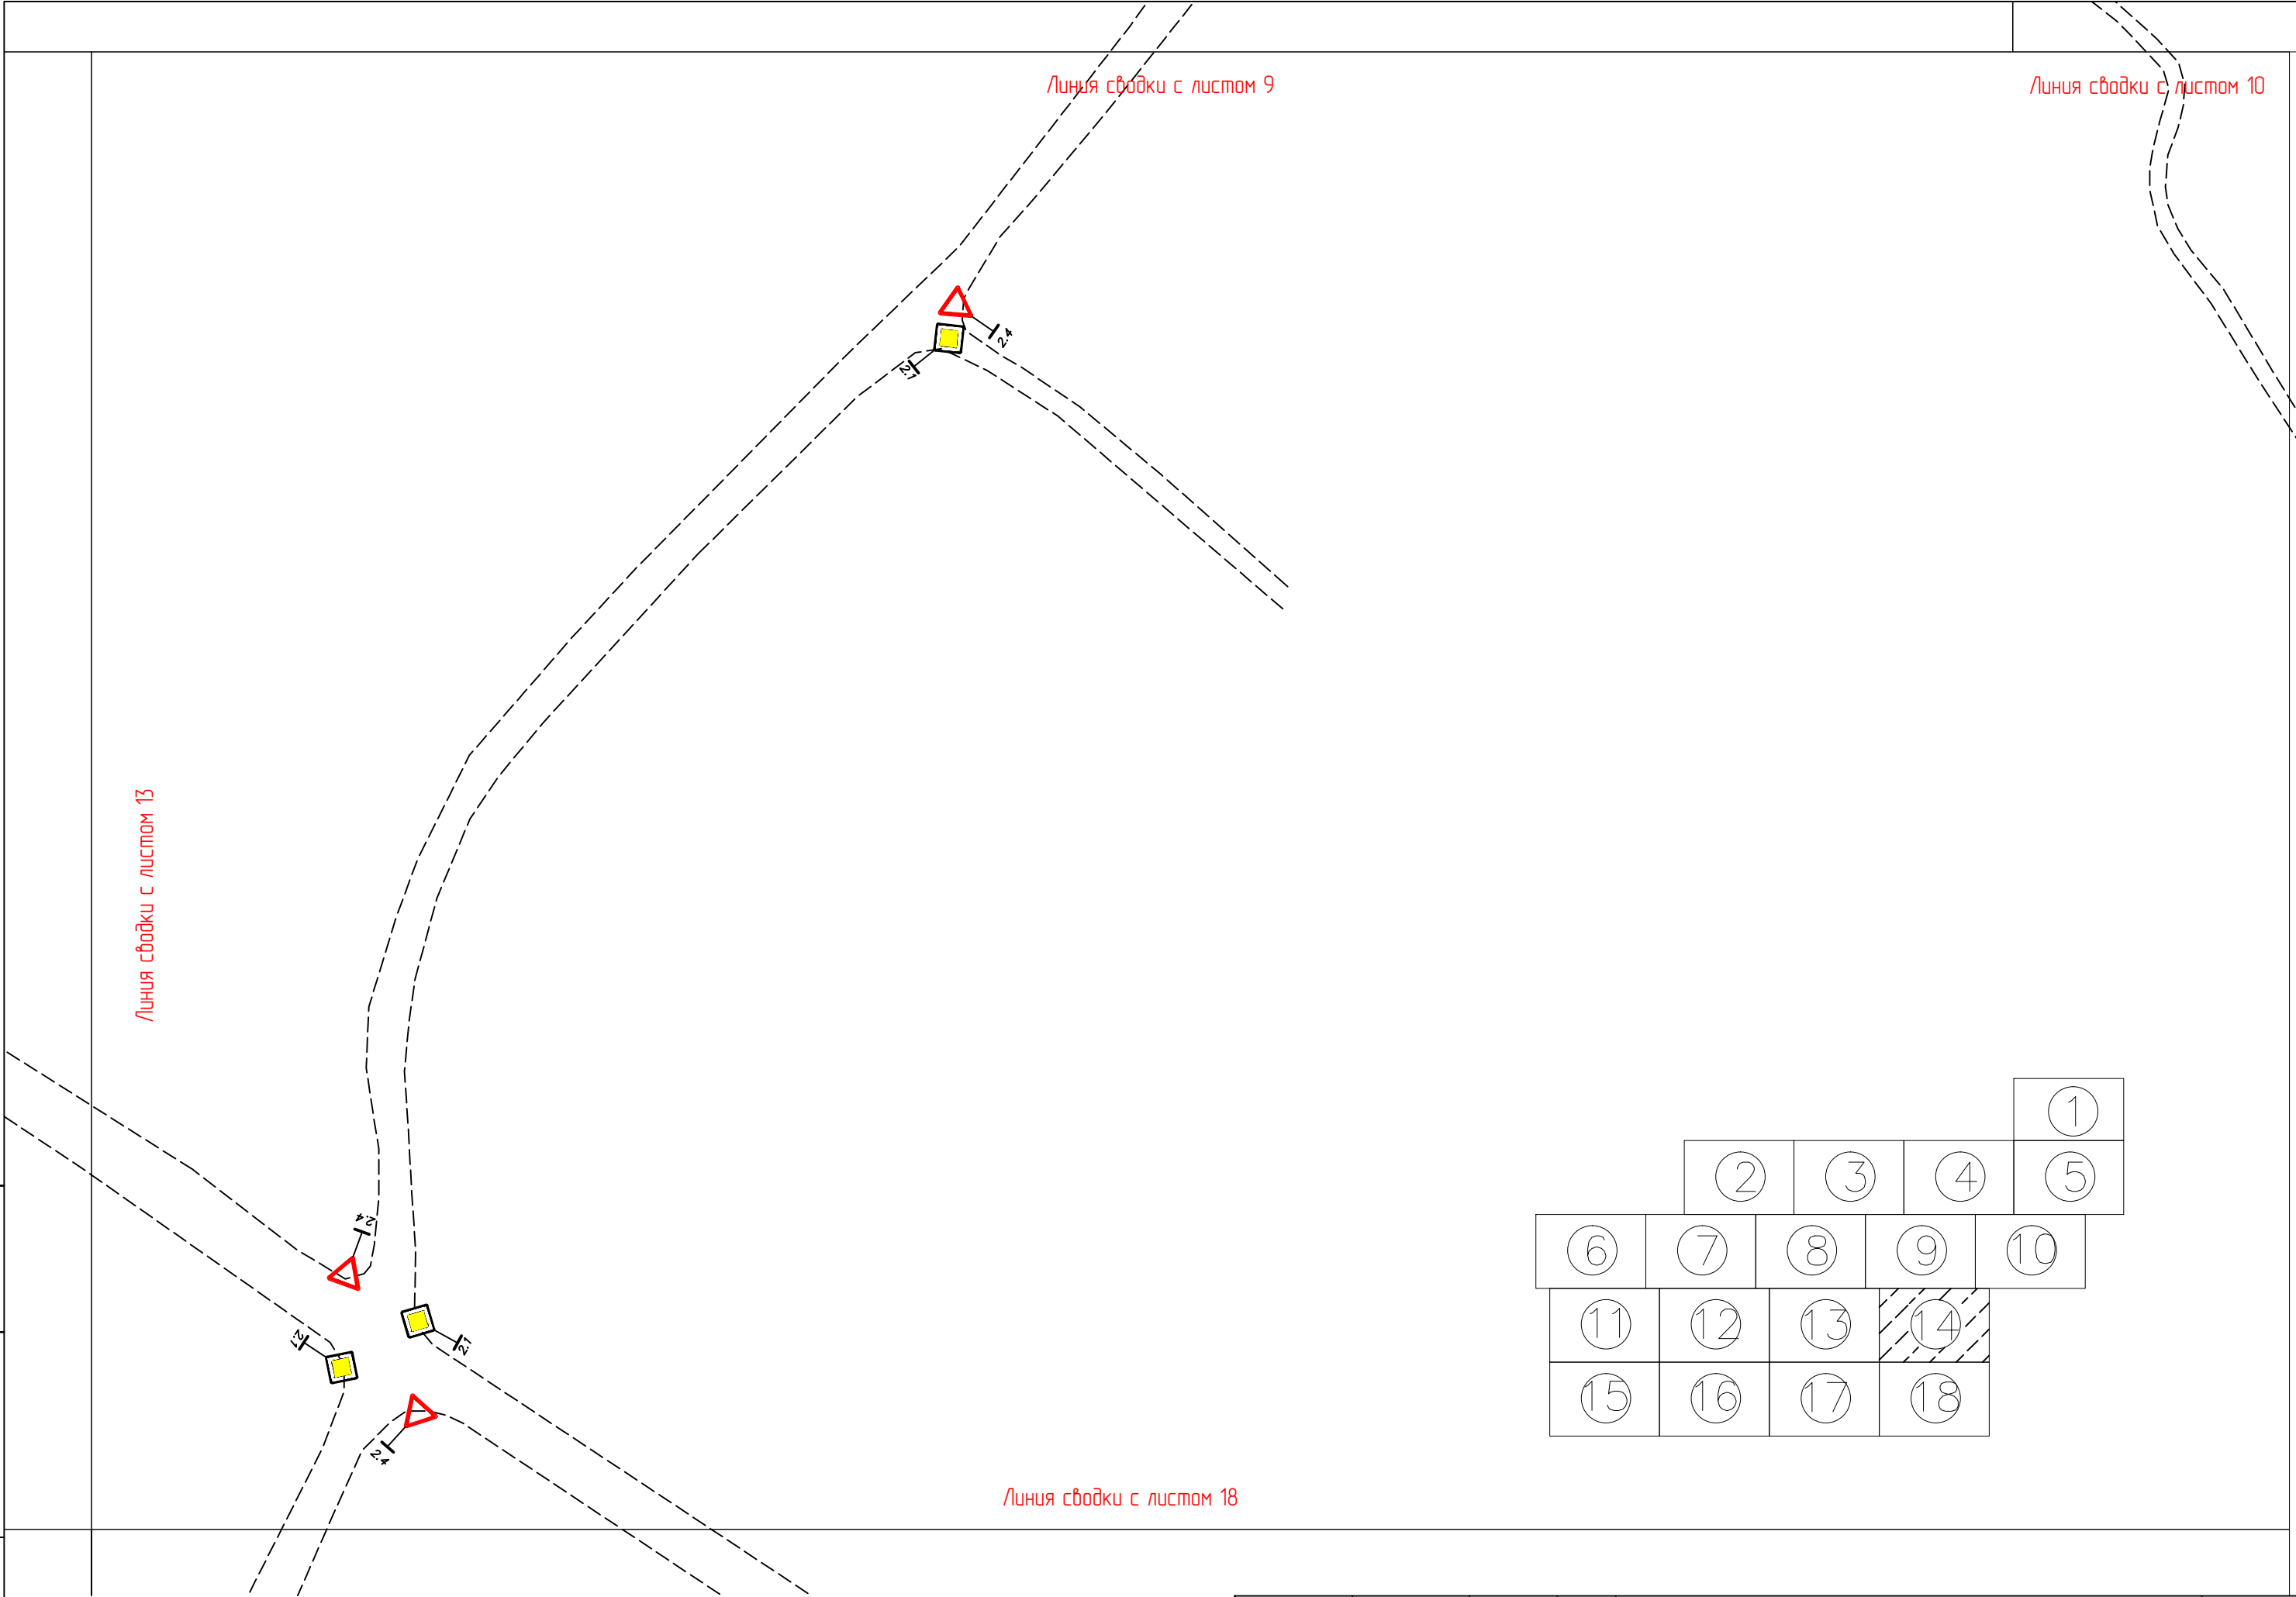 Линия сводки с листом 9
Линия сводки с листом 10
2.4
2.1
Линия сводки с листом 13
2.4
2.1
2.1
2.4
1
2 3 4 5
6 7 8 9 10
11 12 13 14
15 16 17 18
Линия сводки с листом 18